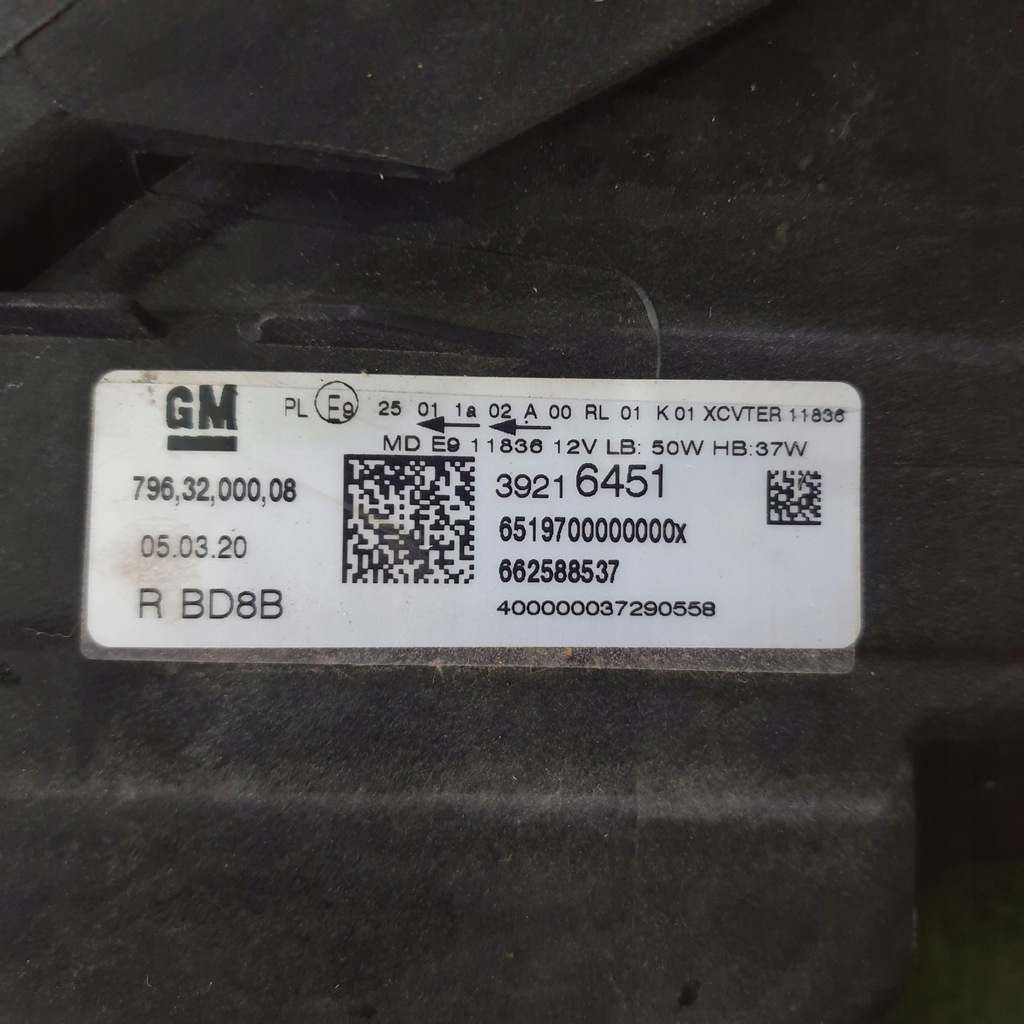 GM
PL E9 25 01 1a 02 A 00 RL 01 K 01 XCVTER 11836
MD E9 11836 12V LB: 50W HB:37W
796,32,000,08
3921 6451
6519700000000x
05.03.20
662588537
R BD8B
400000037290558